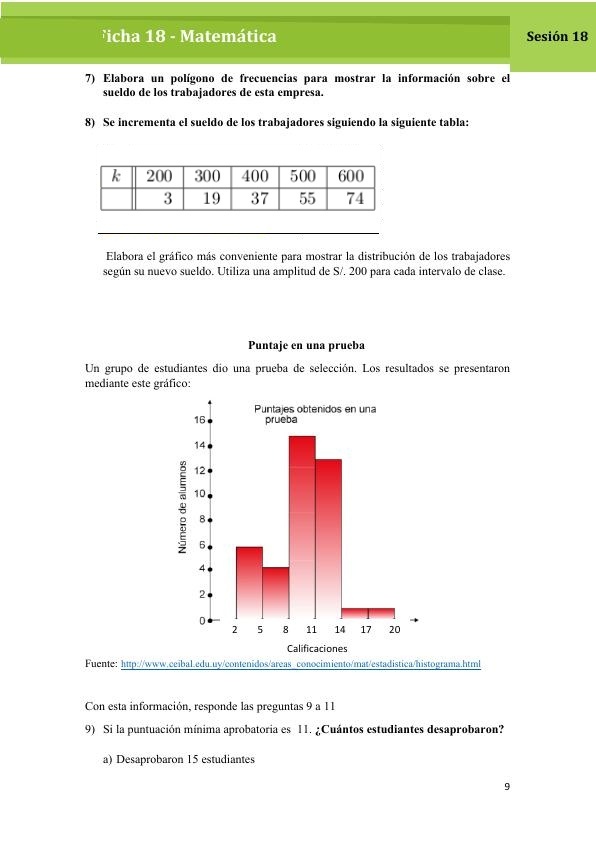 Ficha 18 - Matemática
Sesión 18
7) Elabora un polígono de frecuencias para mostrar la información sobre el
sueldo de los trabajadores de esta empresa.
8) Se incrementa el sueldo de los trabajadores siguiendo la siguiente tabla:
k 200 300 400 500 600
3 19 37 55 74
Elabora el gráfico más conveniente para mostrar la distribución de los trabajadores
según su nuevo sueldo. Utiliza una amplitud de S/. 200 para cada intervalo de clase.
Puntaje en una prueba
Un grupo de estudiantes dio una prueba de selección. Los resultados se presentaron
mediante este gráfico:
Puntajes obtenidos en una
prueba
Número de alumnos
16
14
12
10
8
6
4
2
0
2 5 8 11 14 17 20
Calificaciones
Fuente: http://www.ceibal.edu.uy/contenidos/areas_conocimiento/mat/estadistica/histograma.html
Con esta información, responde las preguntas 9 a 11
9) Si la puntuación mínima aprobatoria es 11. ¿Cuántos estudiantes desaprobaron?
a) Desaprobaron 15 estudiantes
9